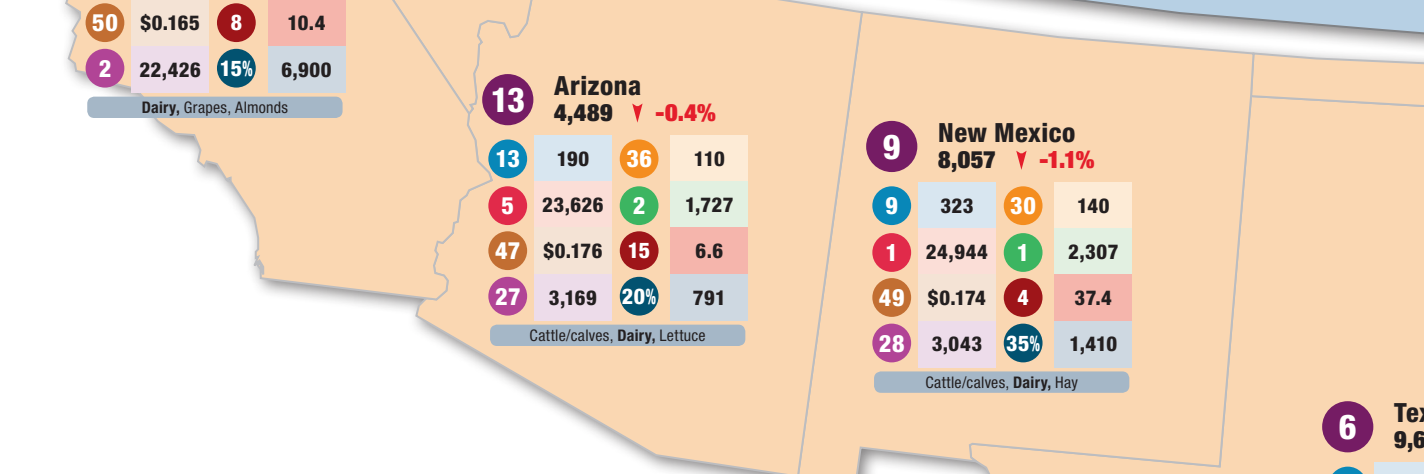 50 $0.165 8 10.4
2 22,426 15% 6,900
Dairy, Grapes, Almonds
13 Arizona
4,489 -0.4%
13 190 36 110
5 23,626 2 1,727
47 $0.176 15 6.6
27 3,169 20% 791
Cattle/calves, Dairy, Lettuce
9 New Mexico
8,057 -1.1%
9 323 30 140
1 24,944 1 2,307
49 $0.174 4 37.4
28 3,043 35% 1,410
Cattle/calves, Dairy, Hay
6 Tex
9,6